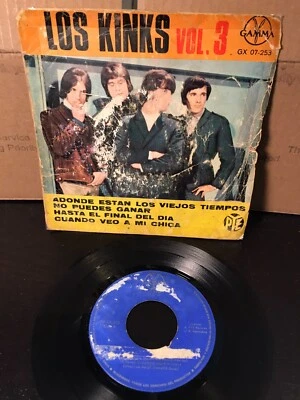 LOS KINKS VOL. 3
GAMMA
GX 07-253
ADONDE ESTAN LOS VIEJOS TIEMPOS
NO PUEDES GANAR
HASTA EL FINAL DEL DIA
CUANDO VEO A MI CHICA
PYE